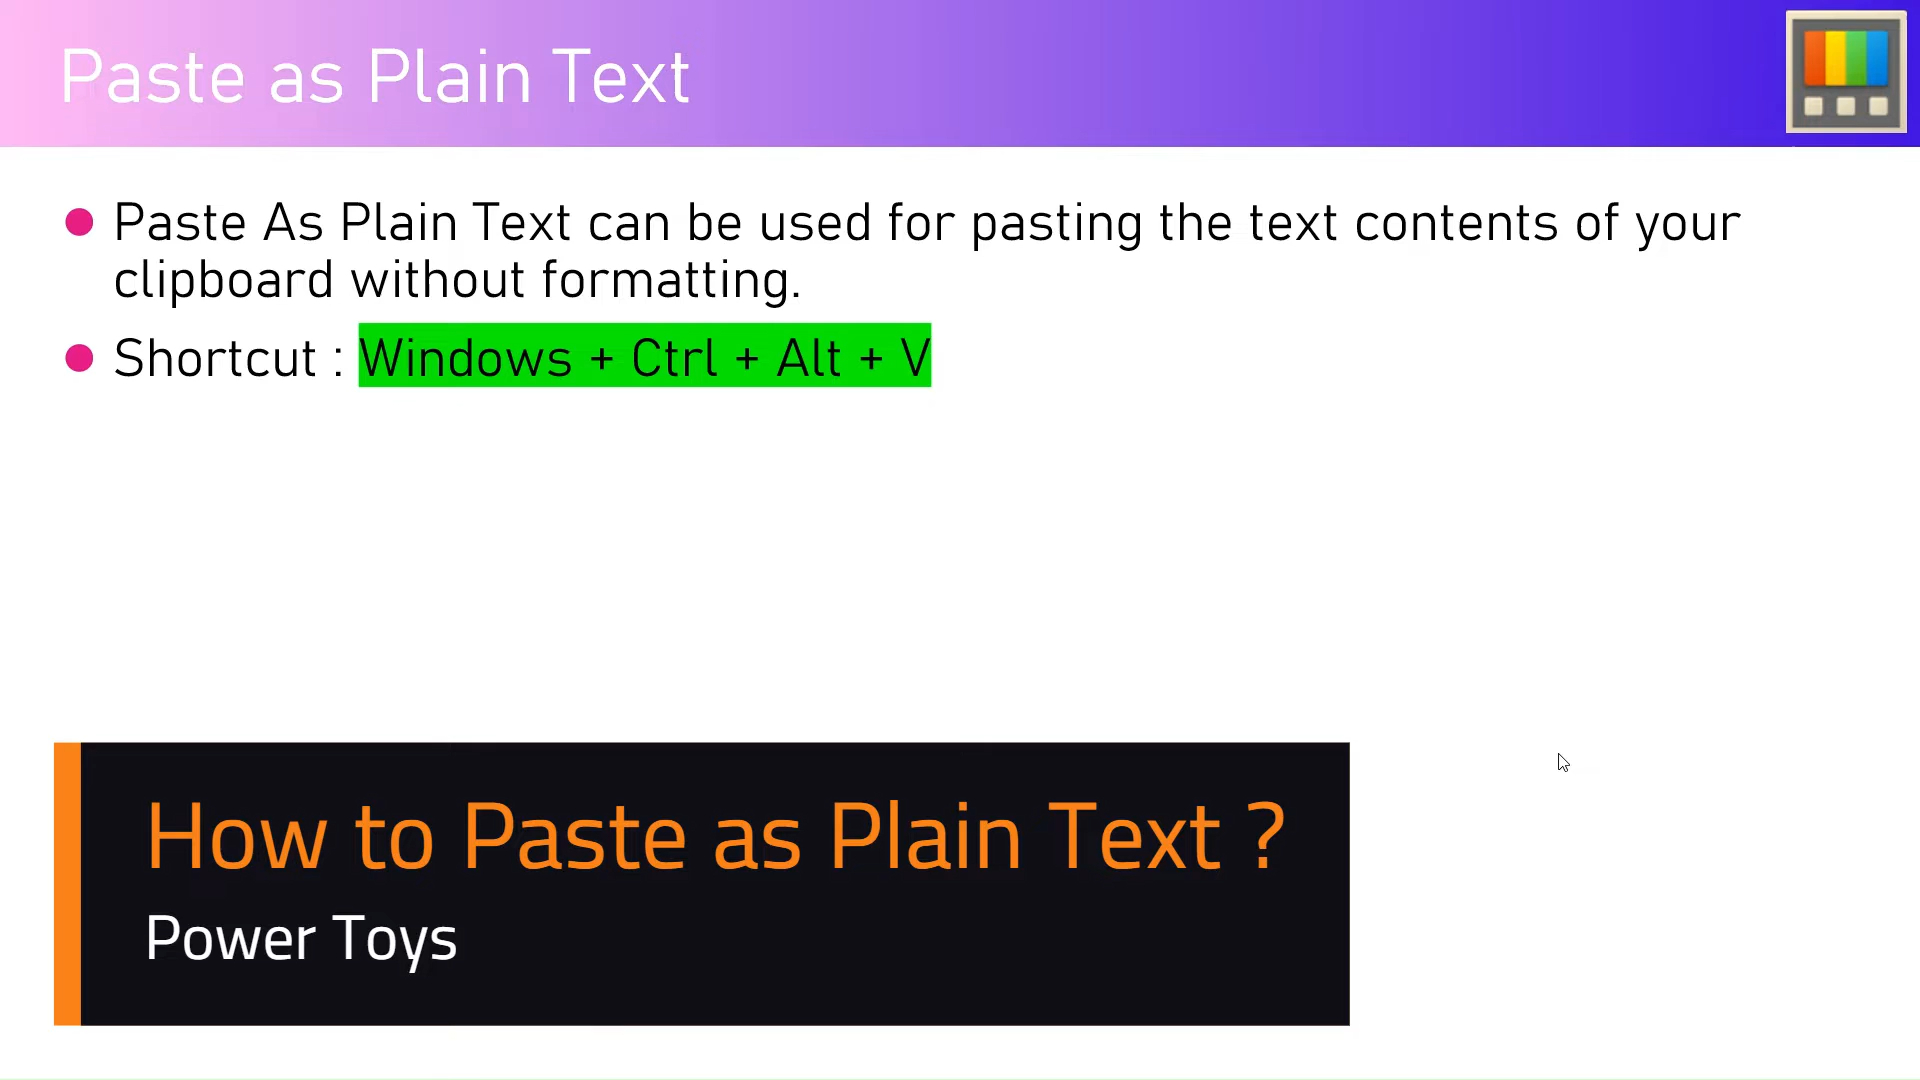 Paste as Plain Text
Paste As Plain Text can be used for pasting the text contents of your
clipboard without formatting.
Shortcut : Windows + Ctrl + Alt + V
How to Paste as Plain Text ?
Power Toys